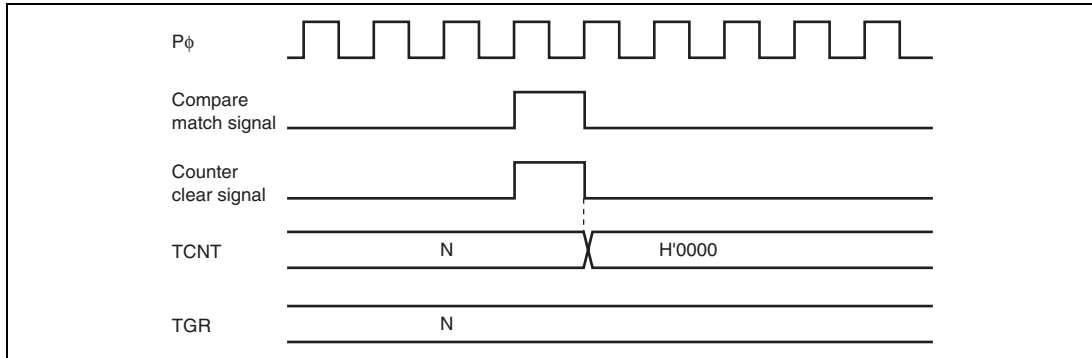 Pϕ
Compare
match signal
Counter
clear signal
TCNT N H'0000
TGR N